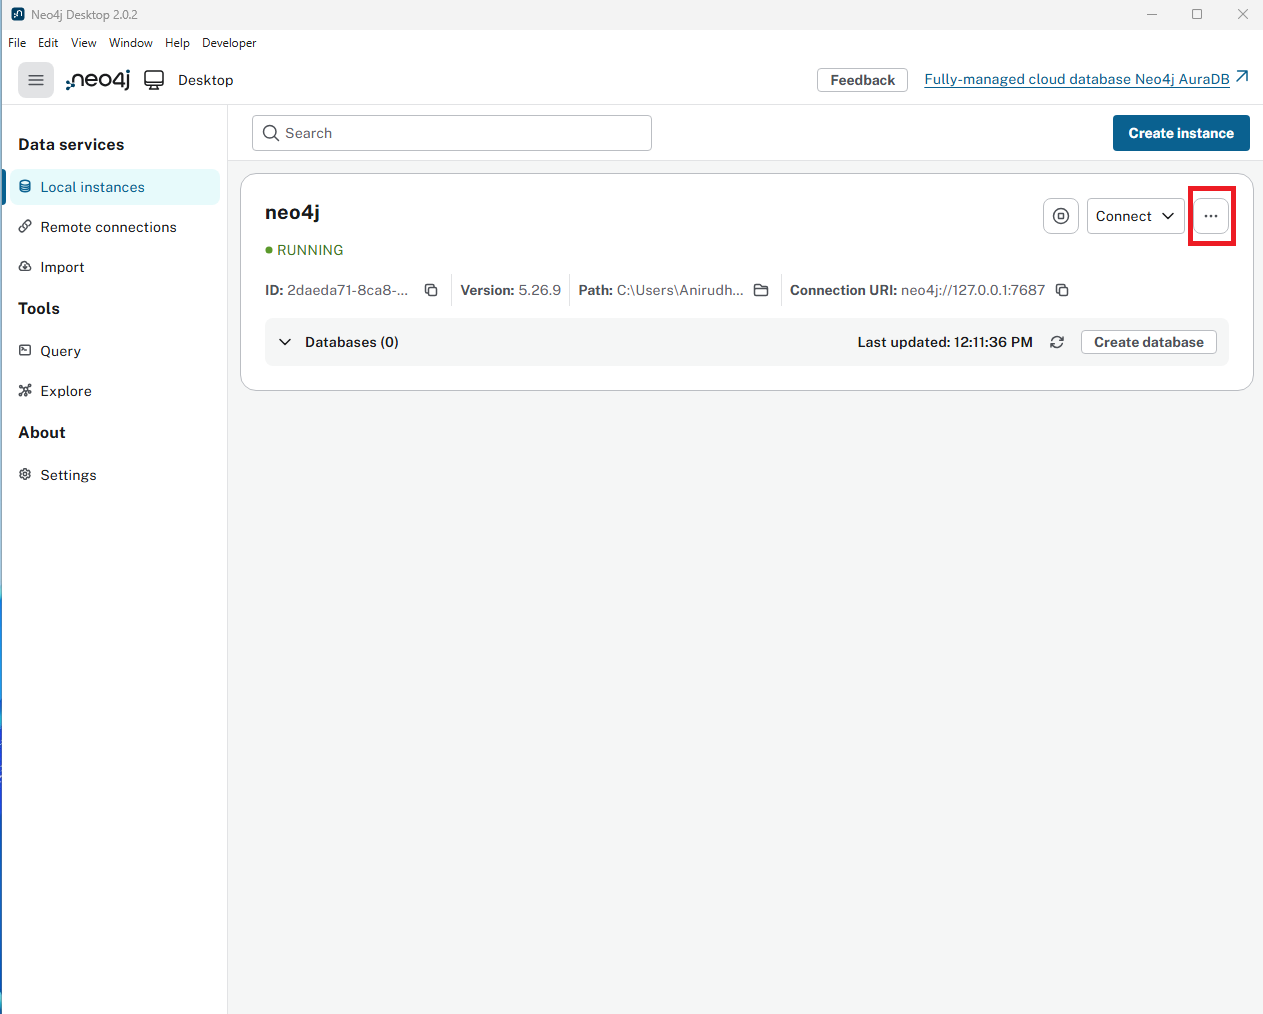 Neo4j Desktop 2.0.2
File Edit View Window Help Developer
neo4j Desktop Feedback Fully-managed cloud database Neo4j AuraDB
Data services
Local instances
Remote connections
Import
Tools
Query
Explore
About
Settings
Search Create instance
neo4j Connect
RUNNING
ID: 2daeda71-8ca8-... Version: 5.26.9 Path: C:\Users\Anirudh... Connection URI: neo4j://127.0.0.1:7687
Databases (0) Last updated: 12:11:36 PM Create database